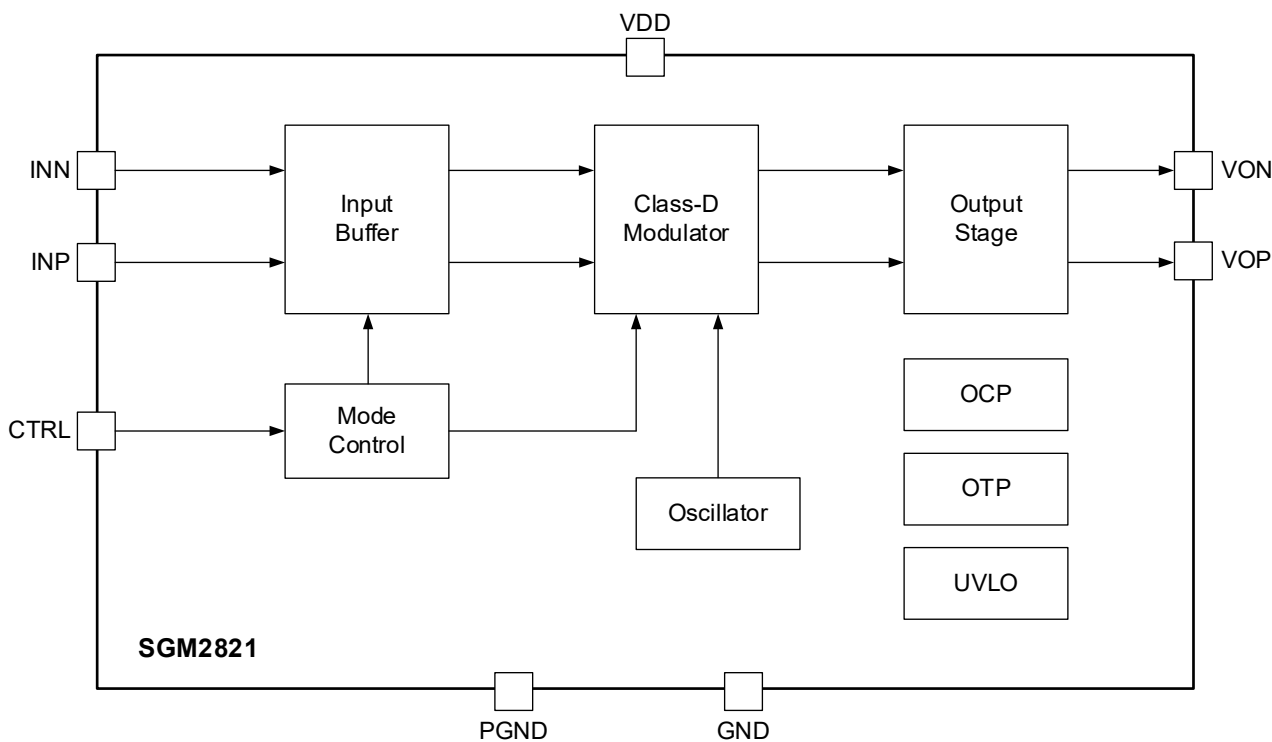 VDD
INN
INP
Input
Buffer
Class-D
Modulator
Output
Stage
VON
VOP
CTRL
Mode
Control
OCP
Oscillator
OTP
UVLO
SGM2821
PGND
GND